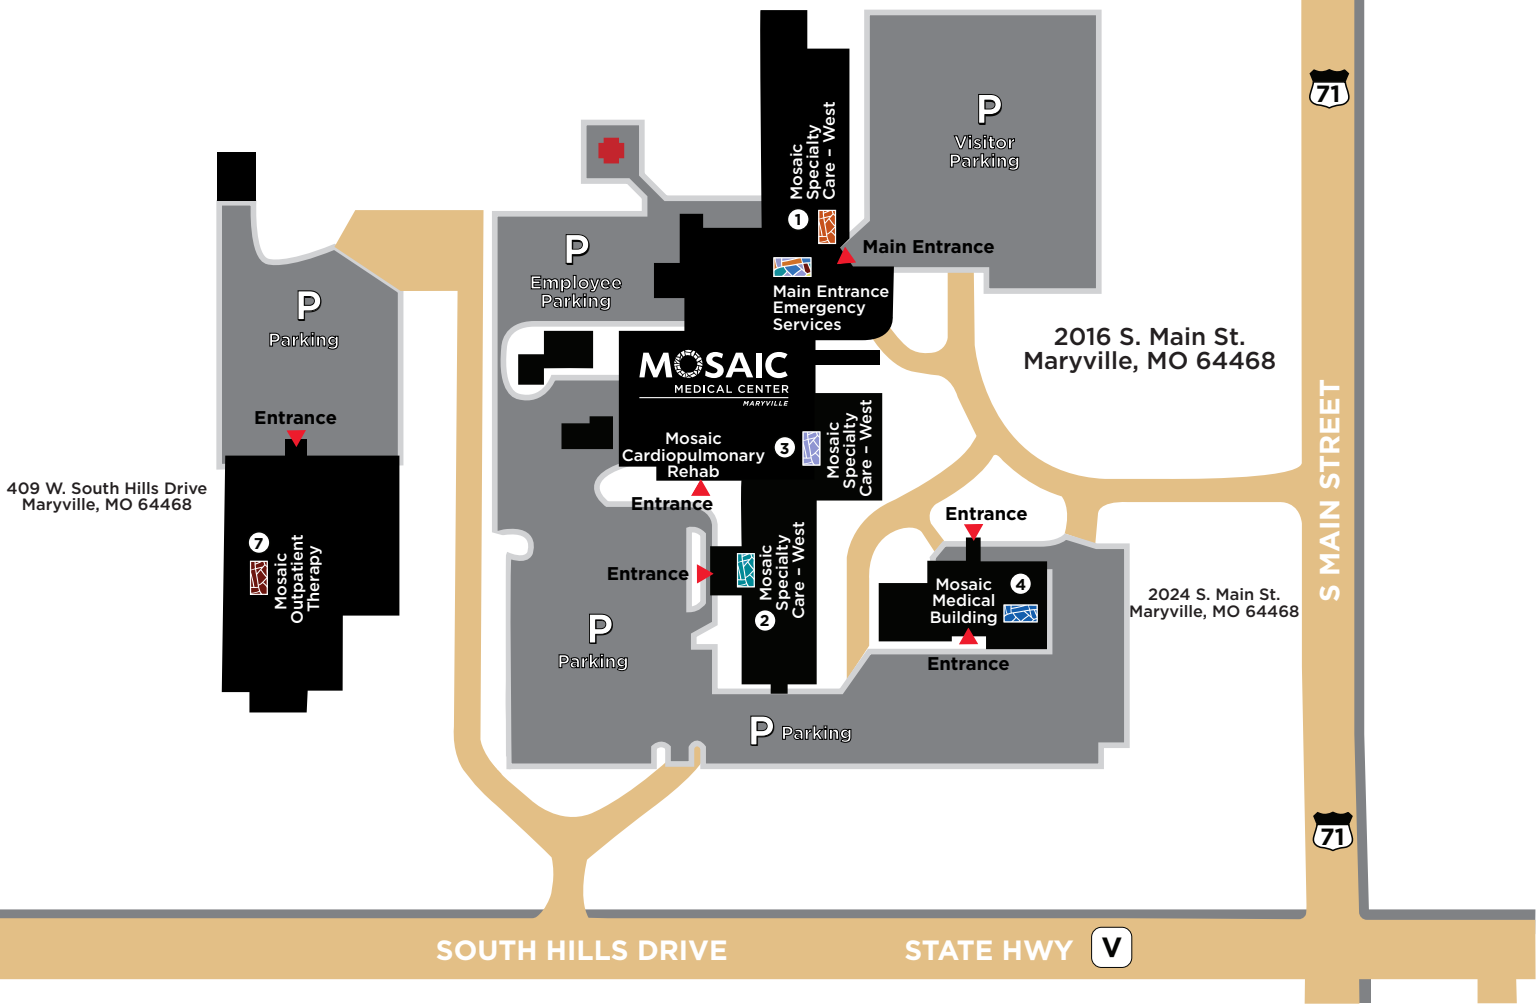 71
P
Visitor
Parking
Mosaic
Specialty
Care – West
1
Main Entrance
Main Entrance
Emergency
Services
P
Employee
Parking
P
Parking
2016 S. Main St.
Maryville, MO 64468
MOSAIC
MEDICAL CENTER
MARYVILLE
Entrance
Mosaic
Cardiopulmonary
Rehab
3
Mosaic
Specialty
Care – West
S MAIN STREET
409 W. South Hills Drive
Maryville, MO 64468
Entrance
Entrance
7
Mosaic
Outpatient
Therapy
Entrance
Mosaic
Specialty
Care – West
2
Mosaic
Medical
Building
4
2024 S. Main St.
Maryville, MO 64468
P
Parking
Entrance
P Parking
71
SOUTH HILLS DRIVE
STATE HWY V